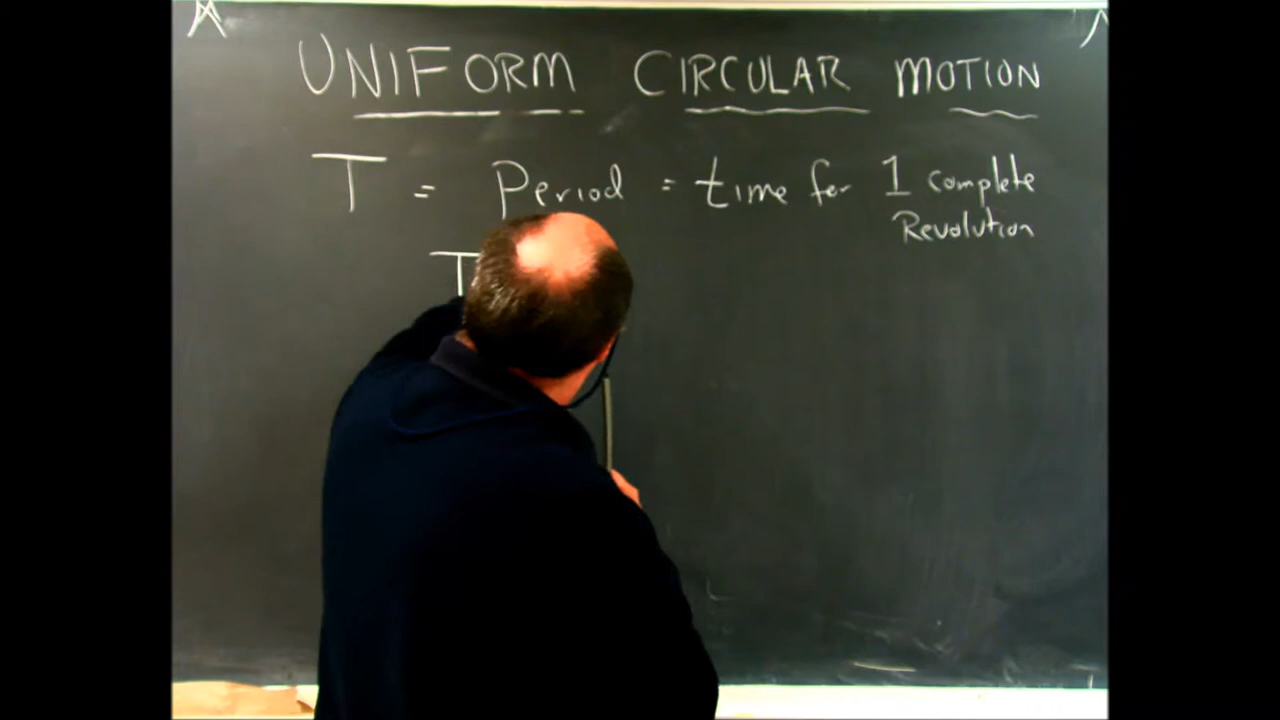 UNIFORM CIRCULAR MOTION
T = Period = time for 1 complete
Revolution
T